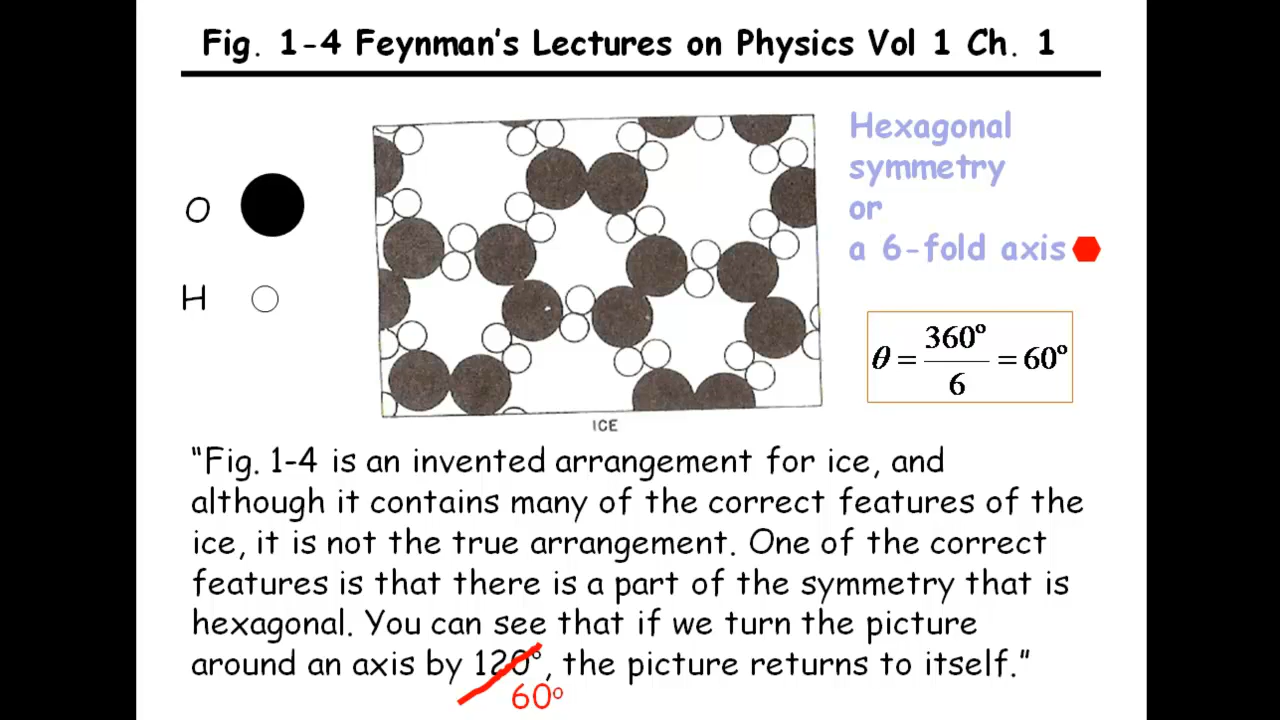 Fig. 1-4 Feynman's Lectures on Physics Vol 1 Ch. 1
Hexagonal
symmetry
or
a 6-fold axis
O
H
θ = 360° / 6 = 60°
ICE
"Fig. 1-4 is an invented arrangement for ice, and
although it contains many of the correct features of the
ice, it is not the true arrangement. One of the correct
features is that there is a part of the symmetry that is
hexagonal. You can see that if we turn the picture
around an axis by 120°, the picture returns to itself."
60°